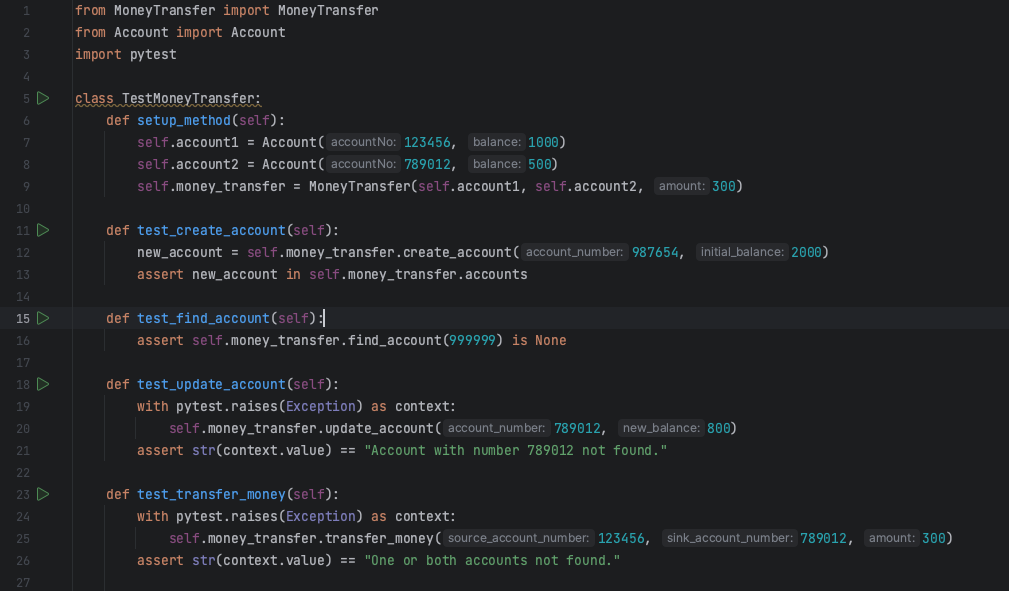 1 from MoneyTransfer import MoneyTransfer
2 from Account import Account
3 import pytest
4
5 class TestMoneyTransfer:
6     def setup_method(self):
7         self.account1 = Account( accountNo: 123456,  balance: 1000)
8         self.account2 = Account( accountNo: 789012,  balance: 500)
9         self.money_transfer = MoneyTransfer(self.account1, self.account2,  amount: 300)
10
11     def test_create_account(self):
12         new_account = self.money_transfer.create_account( account_number: 987654,  initial_balance: 2000)
13         assert new_account in self.money_transfer.accounts
14
15     def test_find_account(self):
16         assert self.money_transfer.find_account(999999) is None
17
18     def test_update_account(self):
19         with pytest.raises(Exception) as context:
20             self.money_transfer.update_account( account_number: 789012,  new_balance: 800)
21         assert str(context.value) == "Account with number 789012 not found."
22
23     def test_transfer_money(self):
24         with pytest.raises(Exception) as context:
25             self.money_transfer.transfer_money( source_account_number: 123456,  sink_account_number: 789012,  amount: 300)
26         assert str(context.value) == "One or both accounts not found."
27